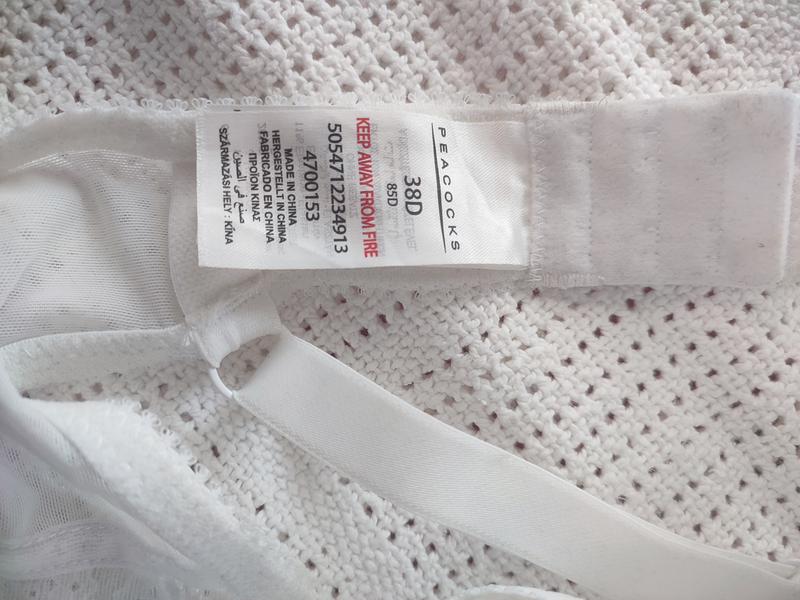 PEACOCKS
38D
85D
KEEP AWAY FROM FIRE
5054712234913
4700153
MADE IN CHINA
HERGESTELLT IN CHINA
FABRICADO EN CHINA
ΠΡΟΪΟΝ ΚΙΝΑΣ
صنع في الصين
SZÁRMAZÁSI HELY: KÍNA